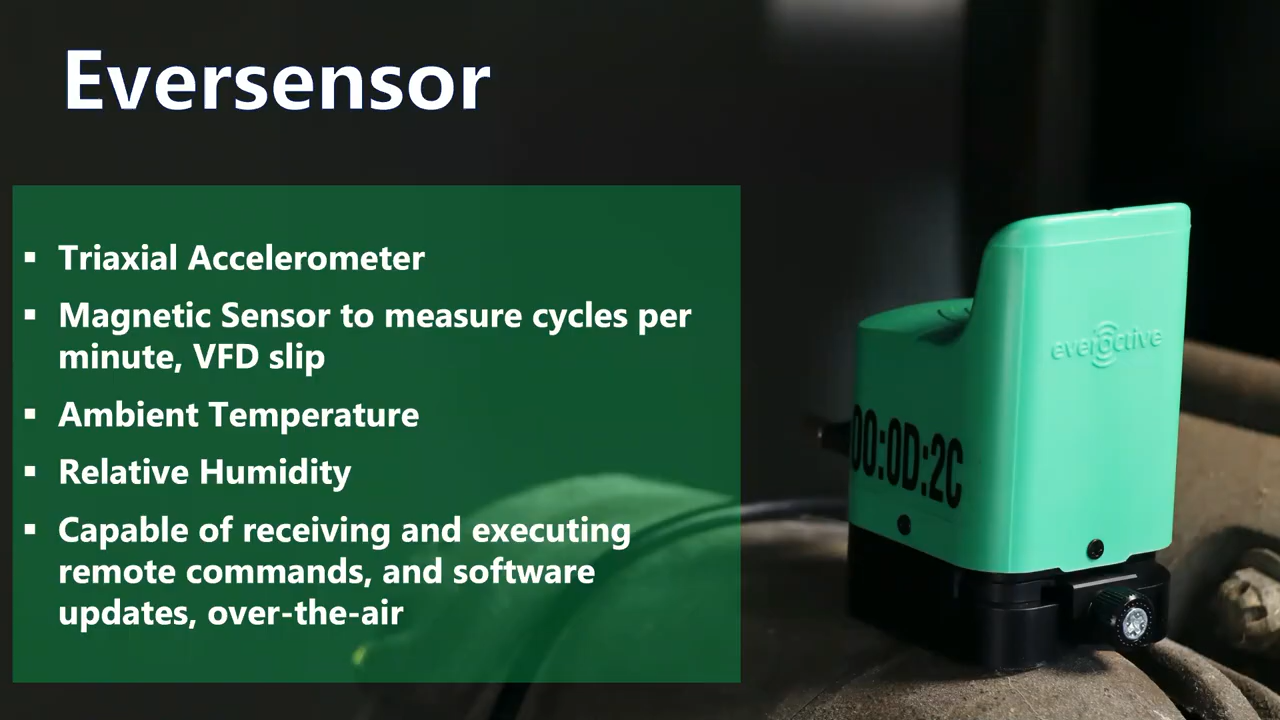 Eversensor
▪ Triaxial Accelerometer
▪ Magnetic Sensor to measure cycles per
minute, VFD slip
▪ Ambient Temperature
▪ Relative Humidity
▪ Capable of receiving and executing
remote commands, and software
updates, over-the-air
everactive
00:0D:2C